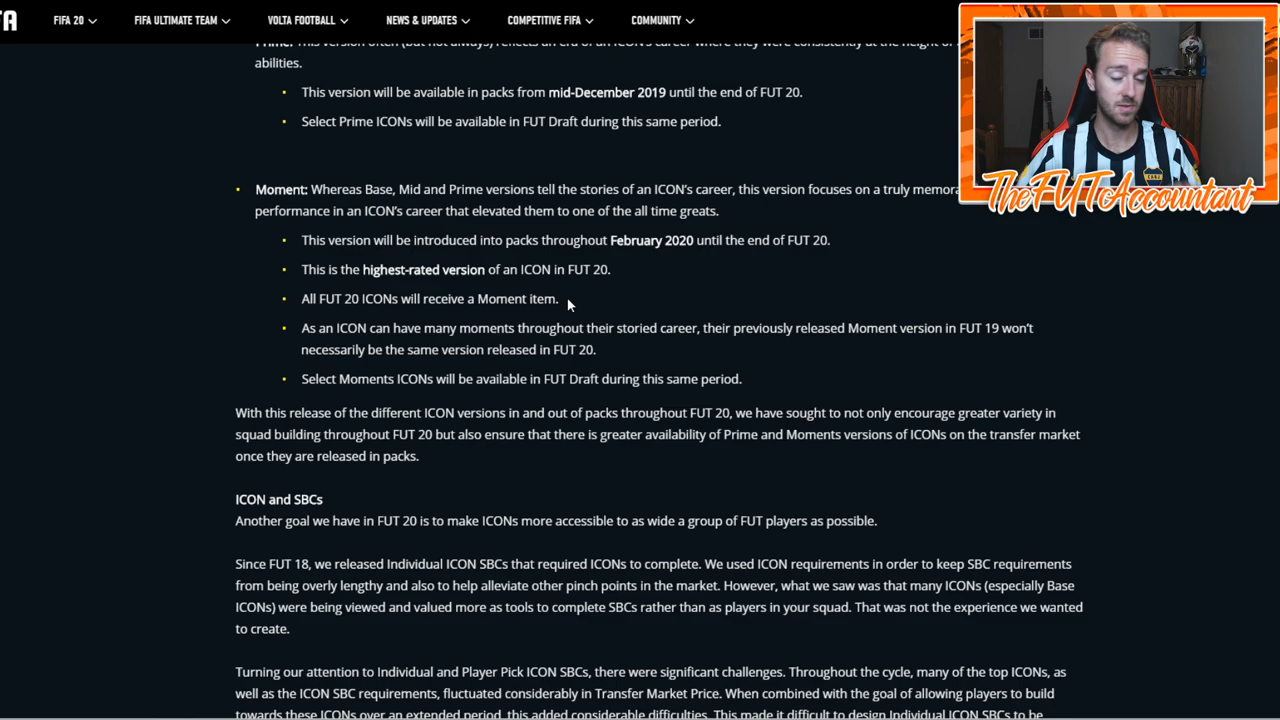 FA
FIFA 20
FIFA ULTIMATE TEAM
VOLTA FOOTBALL
NEWS & UPDATES
COMPETITIVE FIFA
COMMUNITY
Prime: This version often (but not always) reflects an era of an ICON's career where they were consistently at the height of
abilities.
This version will be available in packs from mid-December 2019 until the end of FUT 20.
Select Prime ICONs will be available in FUT Draft during this same period.
Moment: Whereas Base, Mid and Prime versions tell the stories of an ICON's career, this version focuses on a truly memora
performance in an ICON's career that elevated them to one of the all time greats.
This version will be introduced into packs throughout February 2020 until the end of FUT 20.
This is the highest-rated version of an ICON in FUT 20.
All FUT 20 ICONs will receive a Moment item.
As an ICON can have many moments throughout their storied career, their previously released Moment version in FUT 19 won't
necessarily be the same version released in FUT 20.
Select Moments ICONs will be available in FUT Draft during this same period.
With this release of the different ICON versions in and out of packs throughout FUT 20, we have sought to not only encourage greater variety in
squad building throughout FUT 20 but also ensure that there is greater availability of Prime and Moments versions of ICONs on the transfer market
once they are released in packs.
ICON and SBCs
Another goal we have in FUT 20 is to make ICONs more accessible to as wide a group of FUT players as possible.
Since FUT 18, we released Individual ICON SBCs that required ICONs to complete. We used ICON requirements in order to keep SBC requirements
from being overly lengthy and also to help alleviate other pinch points in the market. However, what we saw was that many ICONs (especially Base
ICONs) were being viewed and valued more as tools to complete SBCs rather than as players in your squad. That was not the experience we wanted
to create.
Turning our attention to Individual and Player Pick ICON SBCs, there were significant challenges. Throughout the cycle, many of the top ICONs, as
well as the ICON SBC requirements, fluctuated considerably in Transfer Market Price. When combined with the goal of allowing players to build
towards these ICONs over an extended period, this added considerable difficulties. This made it difficult to design Individual ICON SBCs to be
TheFUTAccountant